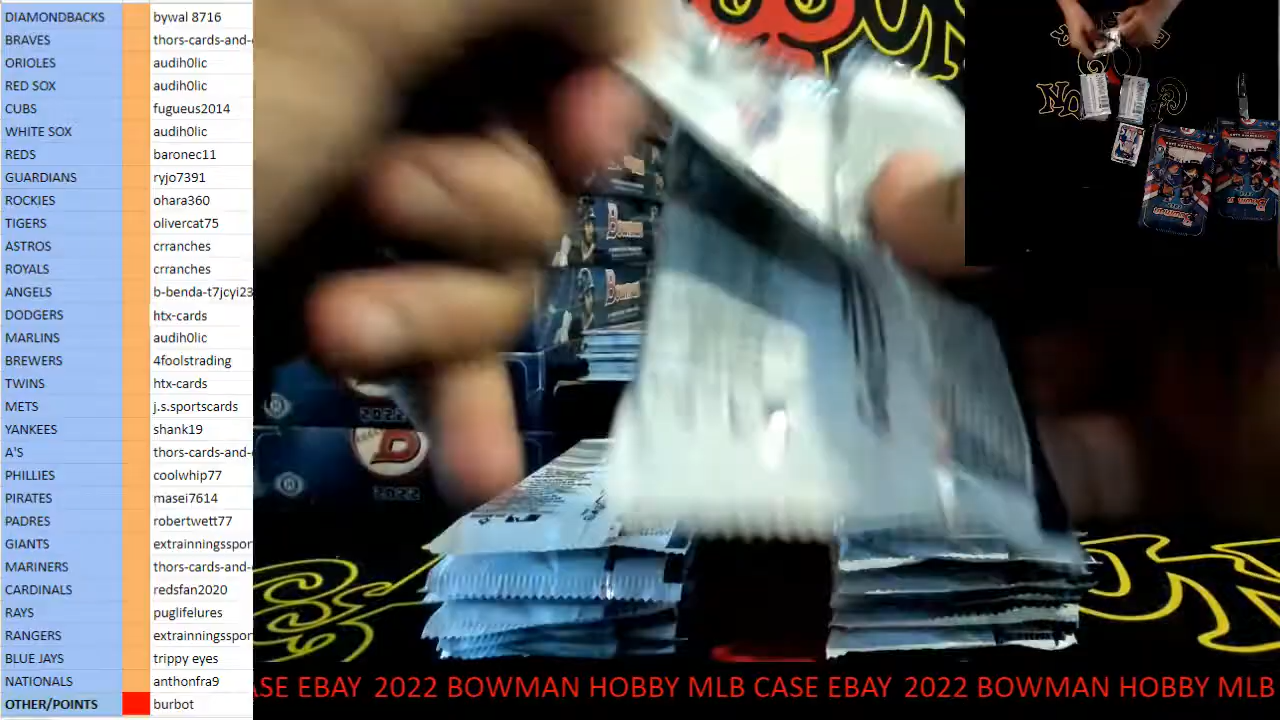 DIAMONDBACKS bywal 8716
BRAVES thors-cards-and-
ORIOLES audih0lic
RED SOX audih0lic
CUBS fugueus2014
WHITE SOX audih0lic
REDS baronec11
GUARDIANS ryjo7391
ROCKIES ohara360
TIGERS olivercat75
ASTROS crranches
ROYALS crranches
ANGELS b-benda-t7jcyi23
DODGERS htx-cards
MARLINS audih0lic
BREWERS 4foolstrading
TWINS htx-cards
METS j.s.sportscards
YANKEES shank19
A'S thors-cards-and-
PHILLIES coolwhip77
PIRATES masei7614
PADRES robertwett77
GIANTS extrainningsspor
MARINERS thors-cards-and-
CARDINALS redsfan2020
RAYS puglifelures
RANGERS extrainningsspor
BLUE JAYS trippy eyes
NATIONALS anthonfra9
OTHER/POINTS burbot
Bowman
Bowman
2022
B
2022
NO
ASE EBAY 2022 BOWMAN HOBBY MLB CASE EBAY 2022 BOWMAN HOBBY MLB